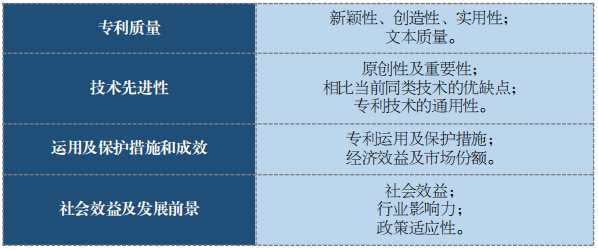 专利质量
新颖性、创造性、实用性；
文本质量。
技术先进性
原创性及重要性；
相比当前同类技术的优缺点；
专利技术的通用性。
运用及保护措施和成效
专利运用及保护措施；
经济效益及市场份额。
社会效益及发展前景
社会效益；
行业影响力；
政策适应性。